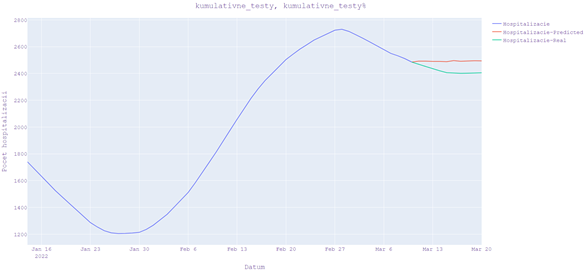 kumulativne_testy, kumulativne_testy%
Hospitalizacie
Hospitalizacie-Predicted
Hospitalizacie-Real
Pocet hospitalizacii
2800
2600
2400
2200
2000
1800
1600
1400
1200
Jan 16
2022
Jan 23
Jan 30
Feb 6
Feb 13
Feb 20
Feb 27
Mar 6
Mar 13
Mar 20
Datum